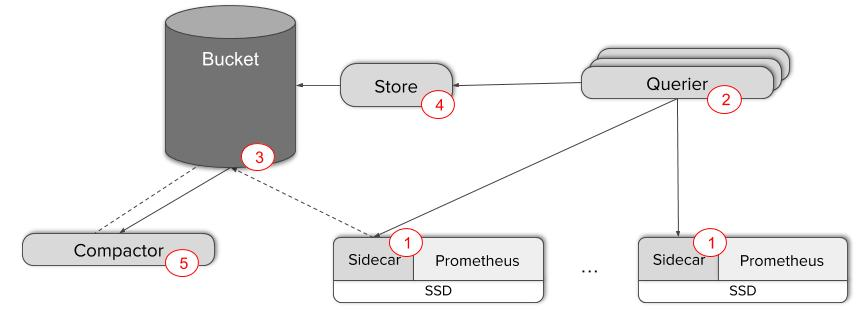 Bucket
Store
4
Querier
2
3
Compactor
5
Sidecar
1
Prometheus
SSD
...
Sidecar
1
Prometheus
SSD